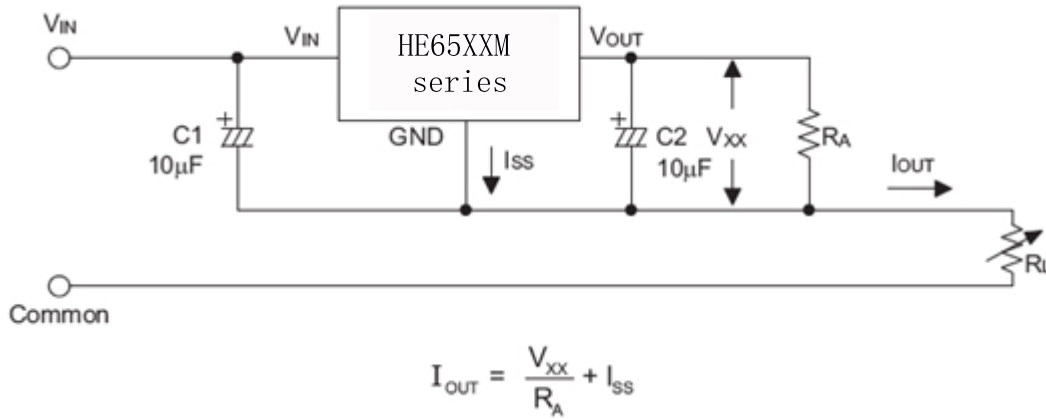 VIN
VIN
HE65XXM
series
VOUT
C1
10μF
GND
ISS
C2
10μF
VXX
RA
IOUT
RL
Common
IOUT = VXX / RA + ISS